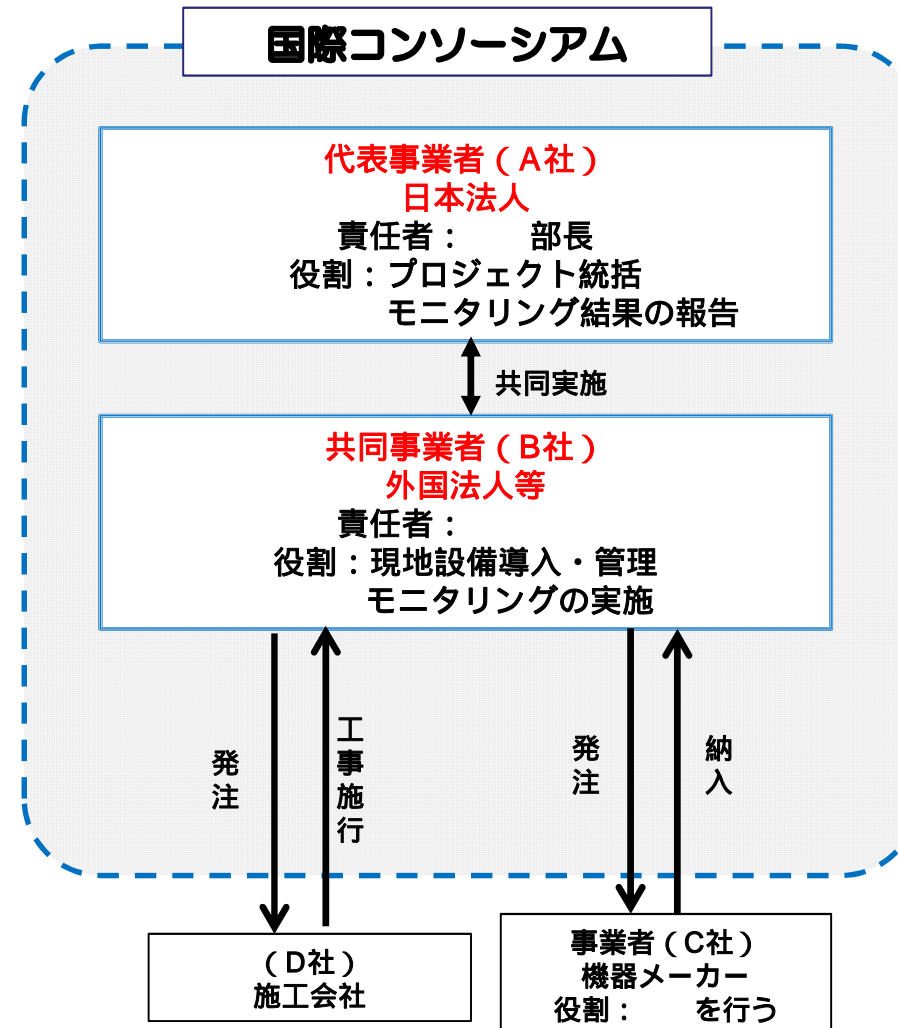 国際コンソーシアム
代表事業者（A社）
日本法人
責任者：　　部長
役割：プロジェクト統括
モニタリング結果の報告
共同実施
共同事業者（B社）
外国法人等
責任者：
役割：現地設備導入・管理
モニタリングの実施
発注
工事施行
発注
納入
（D社）
施工会社
事業者（C社）
機器メーカー
役割：　　を行う